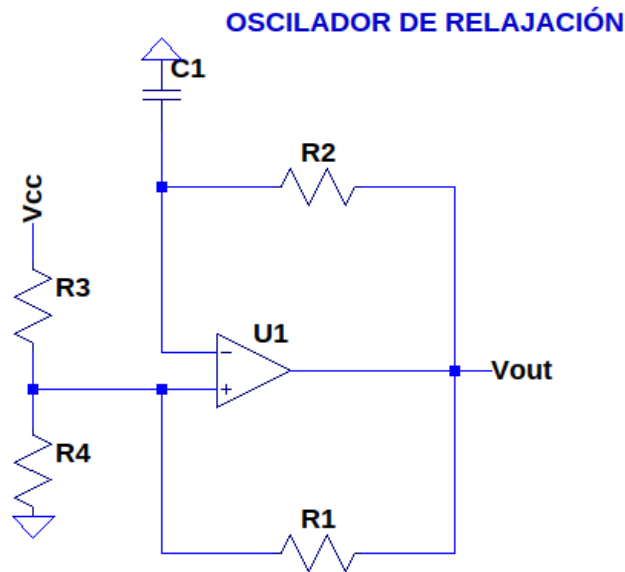 OSCILADOR DE RELAJACIÓN
C1
R2
Vcc
R3
U1
−
+
Vout
R4
R1